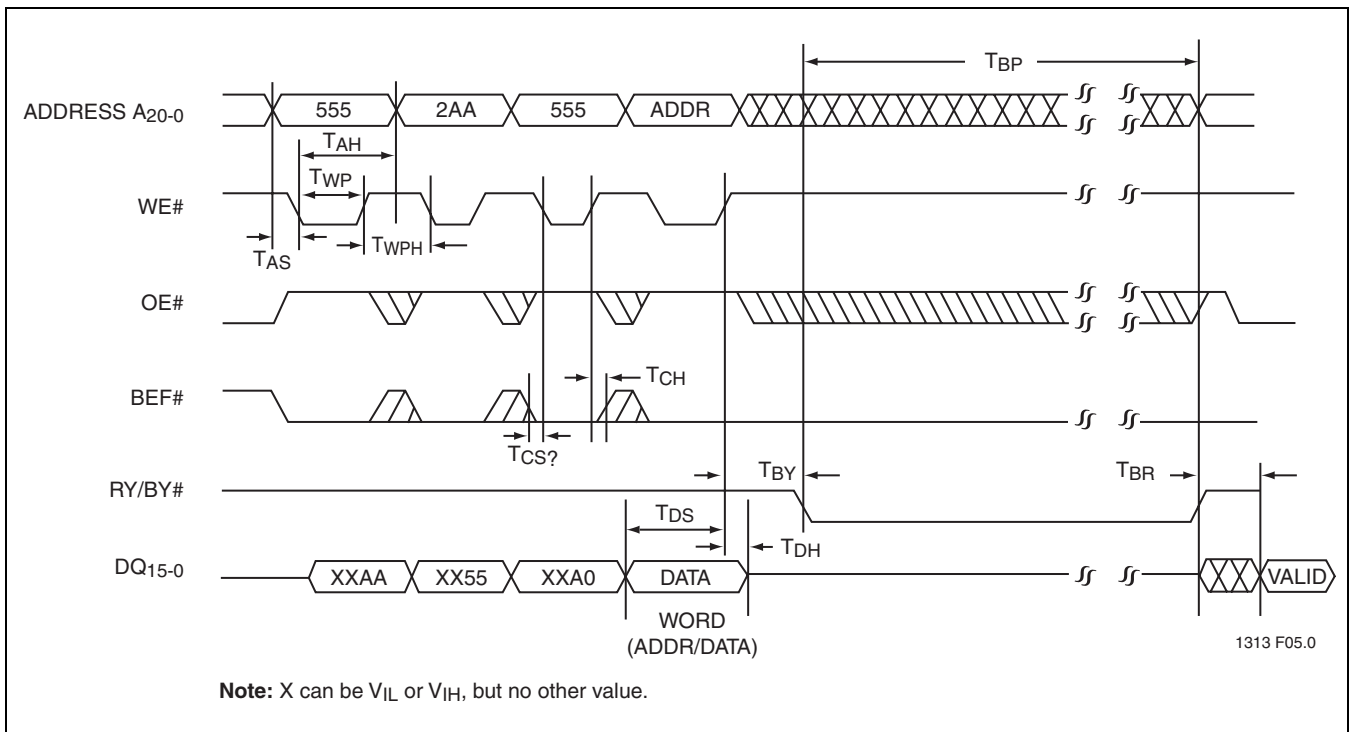 TBP
ADDRESS A20-0
555
2AA
555
ADDR
TAH
TWP
WE#
TWPH
TAS
OE#
BEF#
TCH
TCS?
RY/BY#
TBY
TBR
TDS
TDH
DQ15-0
XXAA
XX55
XXA0
DATA
VALID
WORD
(ADDR/DATA)
1313 F05.0
Note: X can be VIL or VIH, but no other value.